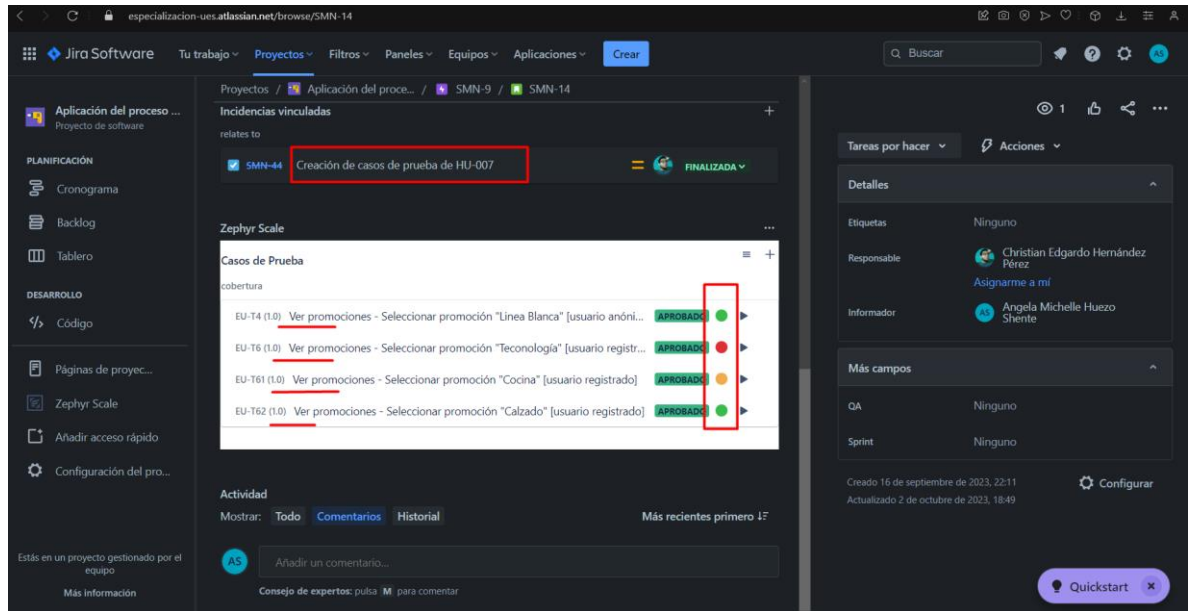 especializacion-ues.atlassian.net/browse/SMN-14
Jira Software
Tu trabajo
Proyectos
Filtros
Paneles
Equipos
Aplicaciones
Crear
Buscar
AS
Aplicación del proceso ...
Proyecto de software
PLANIFICACIÓN
Cronograma
Backlog
Tablero
DESARROLLO
Código
Páginas de proyec...
Zephyr Scale
Añadir acceso rápido
Configuración del pro...
Estás en un proyecto gestionado por el
equipo
Más información
Proyectos / Aplicación del proce... / SMN-9 / SMN-14
Incidencias vinculadas
relates to
SMN-44 Creación de casos de prueba de HU-007 FINALIZADA
Zephyr Scale
Casos de Prueba
cobertura
EU-T4 (1.0) Ver promociones - Seleccionar promoción "Linea Blanca" [usuario anóni... APROBADO
EU-T6 (1.0) Ver promociones - Seleccionar promoción "Teconología" [usuario registr... APROBADO
EU-T61 (1.0) Ver promociones - Seleccionar promoción "Cocina" [usuario registrado] APROBADO
EU-T62 (1.0) Ver promociones - Seleccionar promoción "Calzado" [usuario registrado] APROBADO
Actividad
Mostrar: Todo Comentarios Historial Más recientes primero
AS Añadir un comentario...
Consejo de expertos: pulsa M para comentar
1
Tareas por hacer Acciones
Detalles
Etiquetas Ninguno
Responsable Christian Edgardo Hernández
Pérez
Asignarme a mí
Informador AS Angela Michelle Huezo
Shente
Más campos
QA Ninguno
Sprint Ninguno
Creado 16 de septiembre de 2023, 22:11
Actualizado 2 de octubre de 2023, 18:49
Configurar
Quickstart